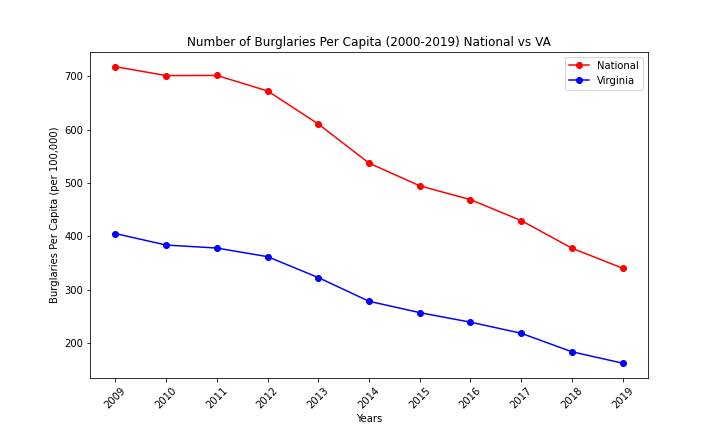 Number of Burglaries Per Capita (2000-2019) National vs VA
National
Virginia
Burglaries Per Capita (per 100,000)
700
600
500
400
300
200
2009 2010 2011 2012 2013 2014 2015 2016 2017 2018 2019
Years